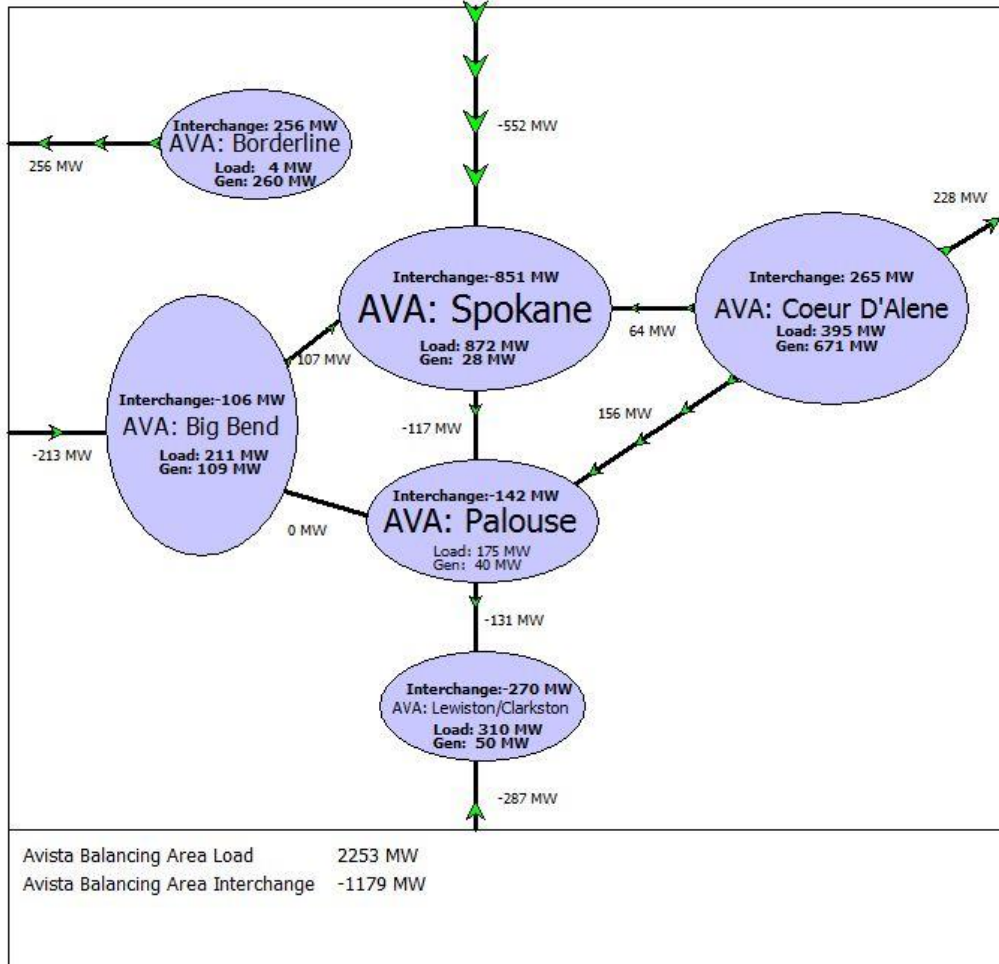 -552 MW
Interchange: 256 MW
AVA: Borderline
Load: 4 MW
Gen: 260 MW
256 MW
228 MW
Interchange:-851 MW
AVA: Spokane
Load: 872 MW
Gen: 28 MW
Interchange: 265 MW
AVA: Coeur D'Alene
Load: 395 MW
Gen: 671 MW
64 MW
107 MW
Interchange:-106 MW
AVA: Big Bend
Load: 211 MW
Gen: 109 MW
-213 MW
-117 MW
156 MW
Interchange:-142 MW
AVA: Palouse
Load: 175 MW
Gen: 40 MW
0 MW
-131 MW
Interchange:-270 MW
AVA: Lewiston/Clarkston
Load: 310 MW
Gen: 50 MW
-287 MW
Avista Balancing Area Load 2253 MW
Avista Balancing Area Interchange -1179 MW